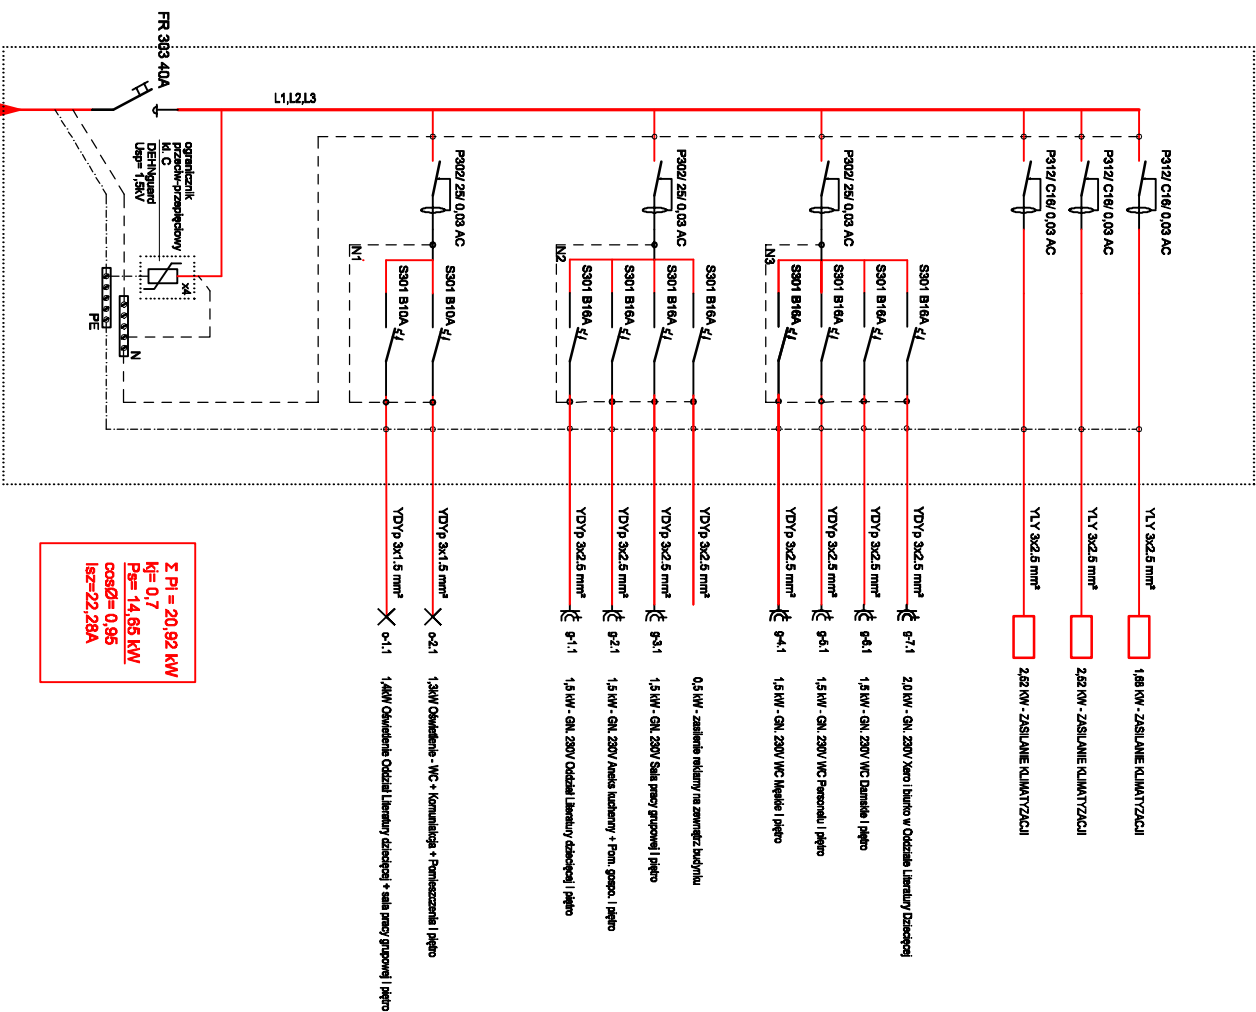 FR 303 40A
L1,L2,L3
ogranicznik
przeciw-przepięciowy
kl. C
DEHNguard
Usp= 1,5kV
x4
PE
N
P302/ 25/ 0,03 AC
P302/ 25/ 0,03 AC
P302/ 25/ 0,03 AC
P312/ C16/ 0,03 AC
P312/ C16/ 0,03 AC
P312/ C16/ 0,03 AC
N1
N2
N3
S301 B10A
S301 B10A
S301 B16A
S301 B16A
S301 B16A
S301 B16A
S301 B16A
S301 B16A
S301 B16A
S301 B16A
YDYp 3x1.5 mm²
YDYp 3x1.5 mm²
YDYp 3x2.5 mm²
YDYp 3x2.5 mm²
YDYp 3x2.5 mm²
YDYp 3x2.5 mm²
YDYp 3x2.5 mm²
YDYp 3x2.5 mm²
YDYp 3x2.5 mm²
YDYp 3x2.5 mm²
YLY 3x2.5 mm²
YLY 3x2.5 mm²
YLY 3x2.5 mm²
o-1.1
o-2.1
g-1.1
g-2.1
g-3.1
g-4.1
g-5.1
g-6.1
g-7.1
1,4kW Oświetlenie Oddział Literatury dziecięcej + sala pracy grupowej I piętro
1,3kW Oświetlenie - WC + Komunikacja + Pomieszczenia I piętro
1,5 kW - GN. 230V Oddział Literatury dziecięcej I piętro
1,5 kW - GN. 230V Aneks kuchenny + Pom. gospo. I piętro
1,5 kW - GN. 230V Sala pracy grupowej I piętro
0,5 kW - zasilenie reklamy na zewnątrz budynku
1,5 kW - GN. 230V WC Męskie I piętro
1,5 kW - GN. 230V WC Personelu I piętro
1,5 kW - GN. 230V WC Damskie I piętro
2,0 kW - GN. 230V Xero i biurko w Oddziale Literatury Dziecięcej
2,52 KW - ZASILANIE KLIMATYZACJI
2,52 KW - ZASILANIE KLIMATYZACJI
1,68 KW - ZASILANIE KLIMATYZACJI
Σ Pi = 20,92 kW
kj= 0,7
Ps= 14,65 kW
cosØ= 0,95
Isz=22,28A